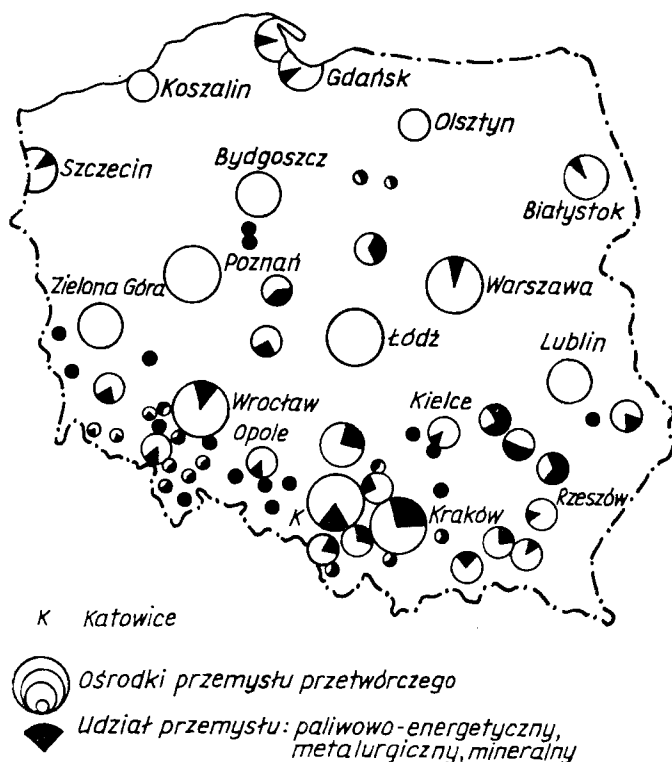 Koszalin
Gdańsk
Olsztyn
Szczecin
Bydgoszcz
Białystok
Poznań
Zielona Góra
Warszawa
Łódź
Lublin
Wrocław
Kielce
Opole
Rzeszów
K
Kraków
K Katowice
Ośrodki przemysłu przetwórczego
Udział przemysłu: paliwowo-energetyczny,
metalurgiczny, mineralny